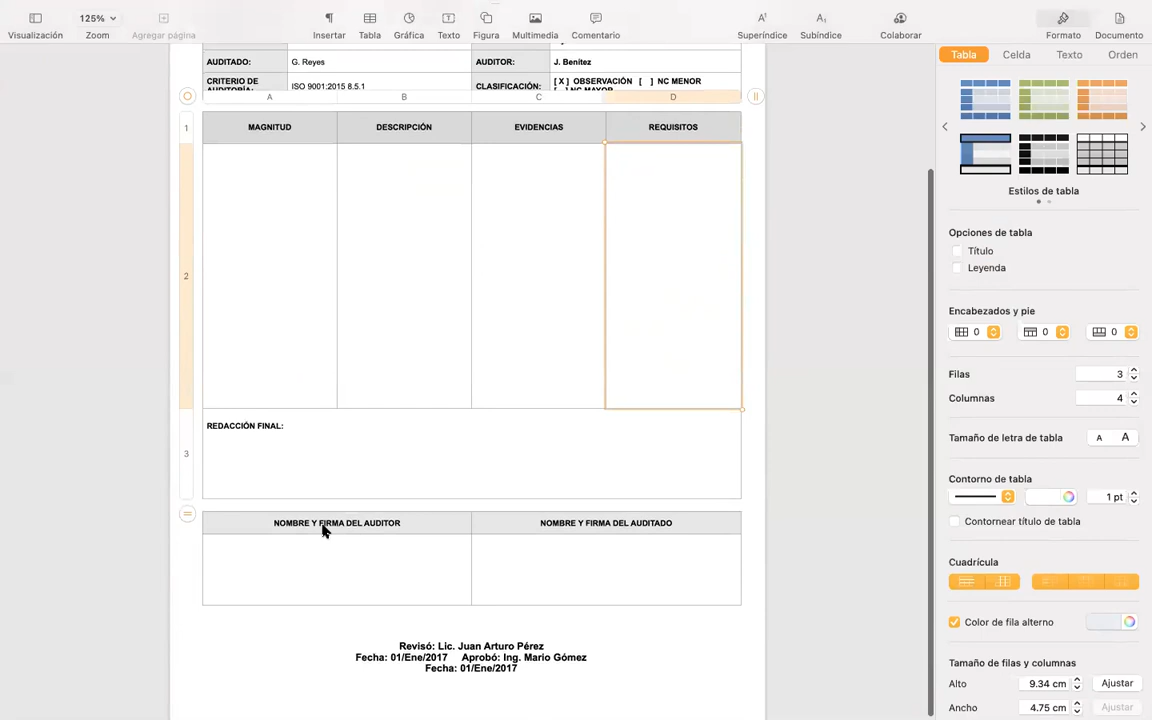 125%
Visualización Zoom Agregar página Insertar Tabla Gráfica Texto Figura Multimedia Comentario Superíndice Subíndice Colaborar Formato Documento
Tabla Celda Texto Orden
AUDITADO: G. Reyes AUDITOR: J. Benítez
CRITERIO DE ISO 9001:2015 8.5.1 CLASIFICACIÓN: [ X ] OBSERVACIÓN [ ] NC MENOR
AUDITORÍA: [ ] NC MAYOR
A B C D
1 MAGNITUD DESCRIPCIÓN EVIDENCIAS REQUISITOS
2
REDACCIÓN FINAL:
3
NOMBRE Y FIRMA DEL AUDITOR NOMBRE Y FIRMA DEL AUDITADO
Revisó: Lic. Juan Arturo Pérez
Fecha: 01/Ene/2017 Aprobó: Ing. Mario Gómez
Fecha: 01/Ene/2017
Estilos de tabla
Opciones de tabla
Título
Leyenda
Encabezados y pie
0 0 0
Filas 3
Columnas 4
Tamaño de letra de tabla A A
Contorno de tabla
1 pt
Contornear título de tabla
Cuadrícula
Color de fila alterno
Tamaño de filas y columnas
Alto 9.34 cm Ajustar
Ancho 4.75 cm Ajustar